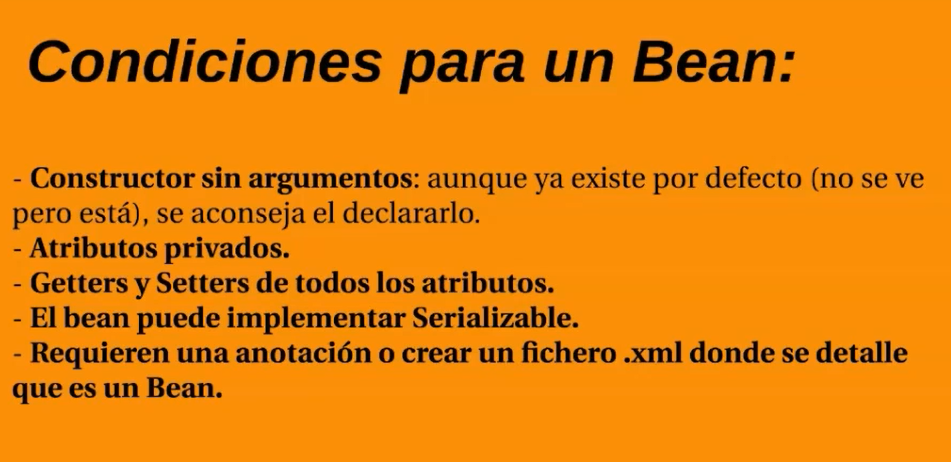 Condiciones para un Bean:
- Constructor sin argumentos: aunque ya existe por defecto (no se ve
pero está), se aconseja el declararlo.
- Atributos privados.
- Getters y Setters de todos los atributos.
- El bean puede implementar Serializable.
- Requieren una anotación o crear un fichero .xml donde se detalle
que es un Bean.